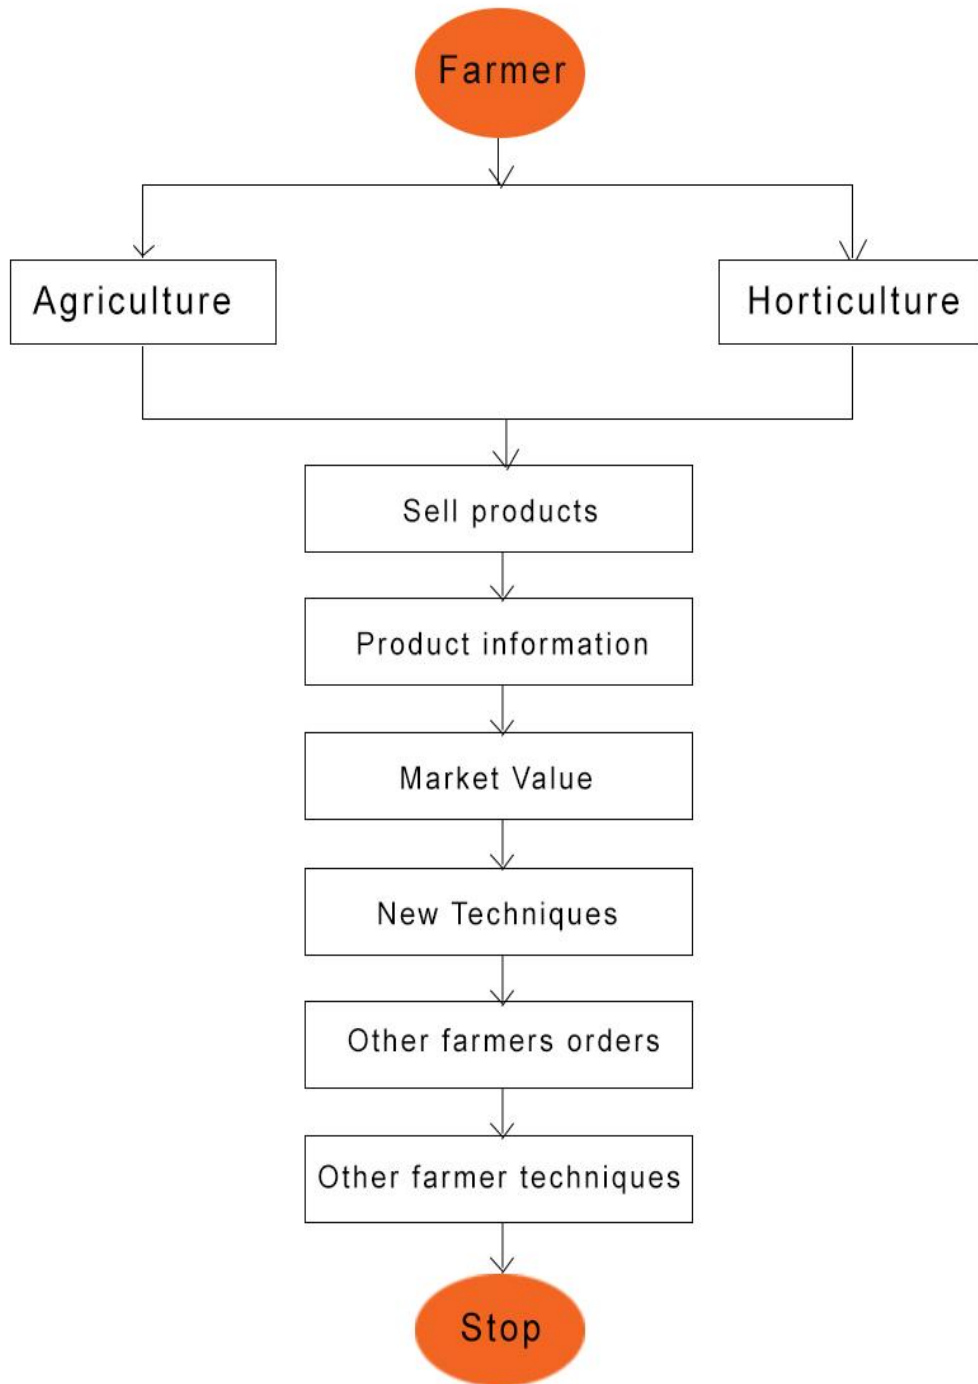 Farmer
Agriculture
Horticulture
Sell products
Product information
Market Value
New Techniques
Other farmers orders
Other farmer techniques
Stop